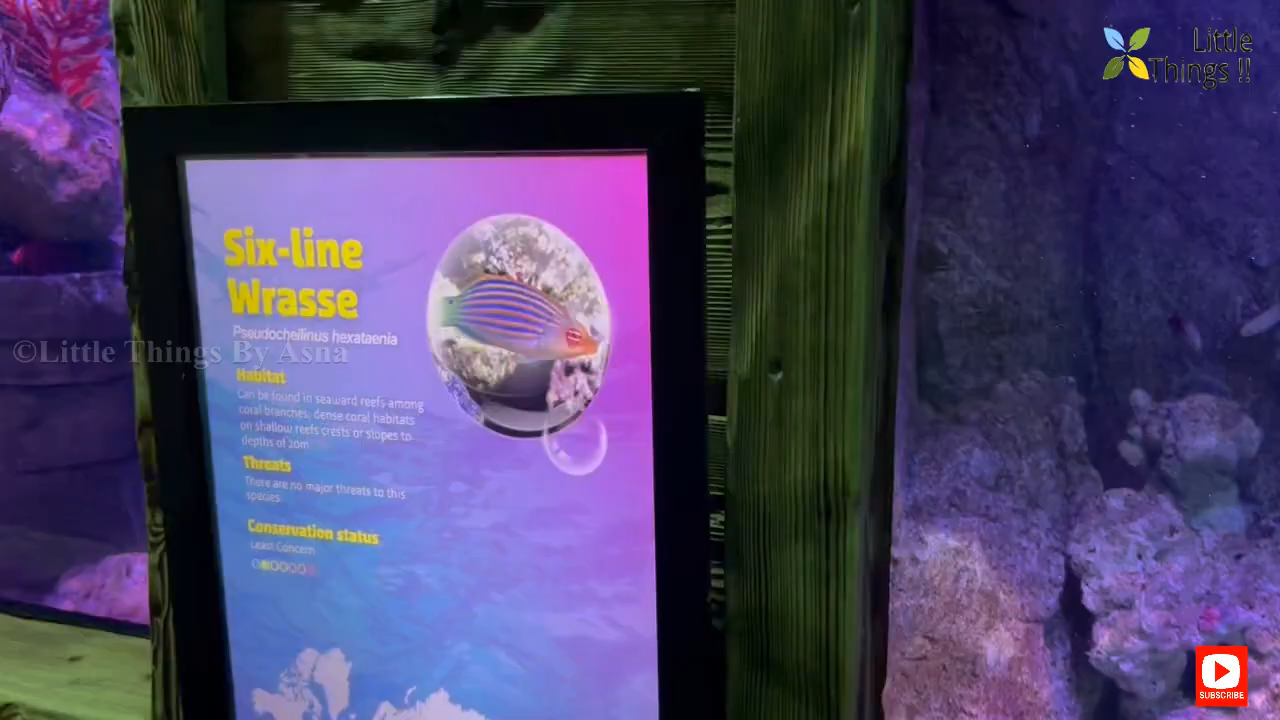 Little
Things !!
Six-line
Wrasse
Pseudocheilinus hexataenia
©Little Things By Asna
Habitat
Can be found in seaward reefs among
coral branches, dense coral habitats
on shallow reefs crests or slopes to
depths of 20m
Threats
There are no major threats to this
species.
Conservation status
Least Concern
SUBSCRIBE